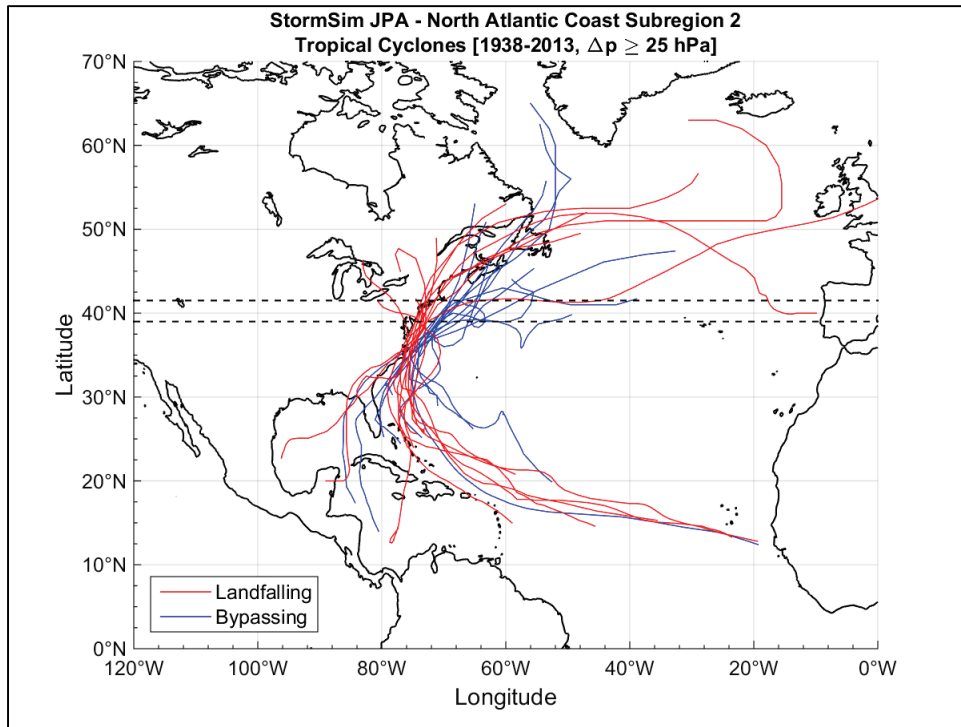 StormSim JPA - North Atlantic Coast Subregion 2
Tropical Cyclones [1938-2013, Δp ≥ 25 hPa]
70°N
60°N
50°N
40°N
30°N
20°N
10°N
0°N
Latitude
Landfalling
Bypassing
120°W 100°W 80°W 60°W 40°W 20°W 0°W
Longitude